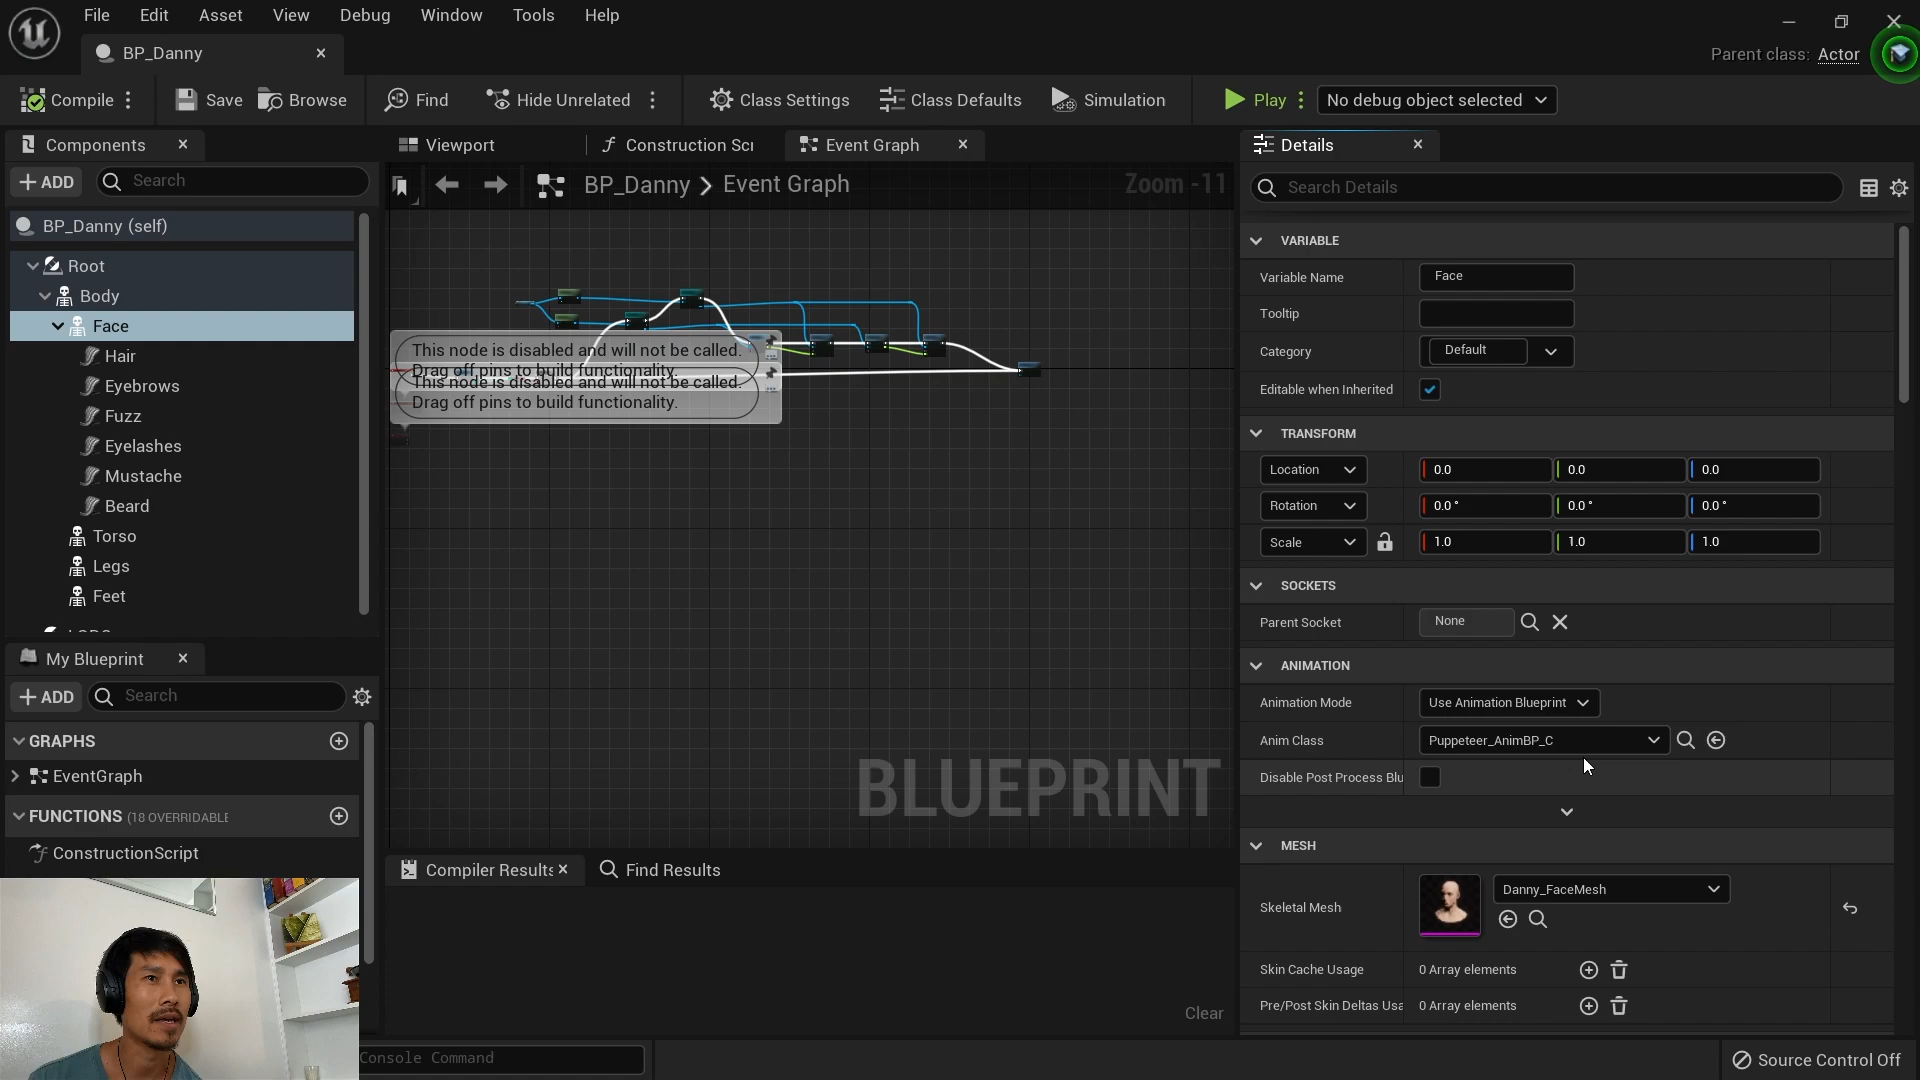 File Edit Asset View Debug Window Tools Help
BP_Danny
Parent class: Actor
Compile Save Browse Find Hide Unrelated Class Settings Class Defaults Simulation Play No debug object selected
Components
ADD Search
BP_Danny (self)
Root
Body
Face
Hair
Eyebrows
Fuzz
Eyelashes
Mustache
Beard
Torso
Legs
Feet
My Blueprint
ADD Search
GRAPHS
EventGraph
FUNCTIONS (18 OVERRIDABLE
ConstructionScript
Viewport Construction Scr Event Graph
BP_Danny > Event Graph Zoom -11
This node is disabled and will not be called.
Drag off pins to build functionality.
This node is disabled and will not be called.
Drag off pins to build functionality.
BLUEPRINT
Compiler Results Find Results
Clear
Console Command
Details
Search Details
VARIABLE
Variable Name Face
Tooltip
Category Default
Editable when Inherited
TRANSFORM
Location 0.0 0.0 0.0
Rotation 0.0 ° 0.0 ° 0.0 °
Scale 1.0 1.0 1.0
SOCKETS
Parent Socket None
ANIMATION
Animation Mode Use Animation Blueprint
Anim Class Puppeteer_AnimBP_C
Disable Post Process Blu
MESH
Skeletal Mesh Danny_FaceMesh
Skin Cache Usage 0 Array elements
Pre/Post Skin Deltas Usa 0 Array elements
Source Control Off